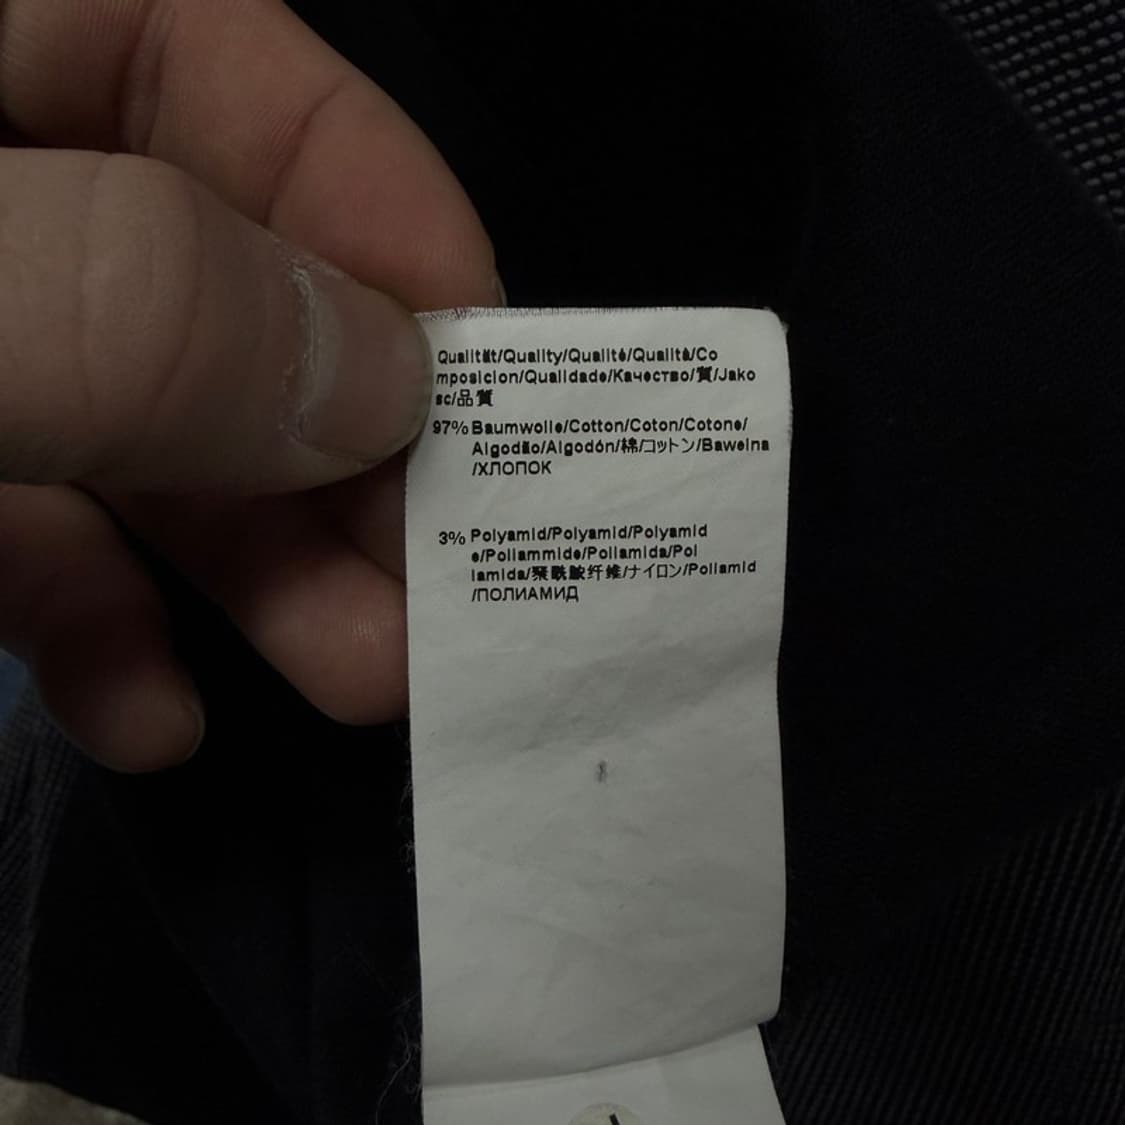 Qualität/Quality/Qualité/Qualità/Co
mposicion/Qualidade/Качество/質/Jako
sc/品質
97% Baumwolle/Cotton/Coton/Cotone/
Algodão/Algodón/棉/コットン/Bawelna
/ХЛОПОК
3% Polyamid/Polyamid/Polyamid
e/Poliammide/Poliamida/Pol
iamida/聚酰胺纤维/ナイロン/Poliamid
/ПОЛИАМИД